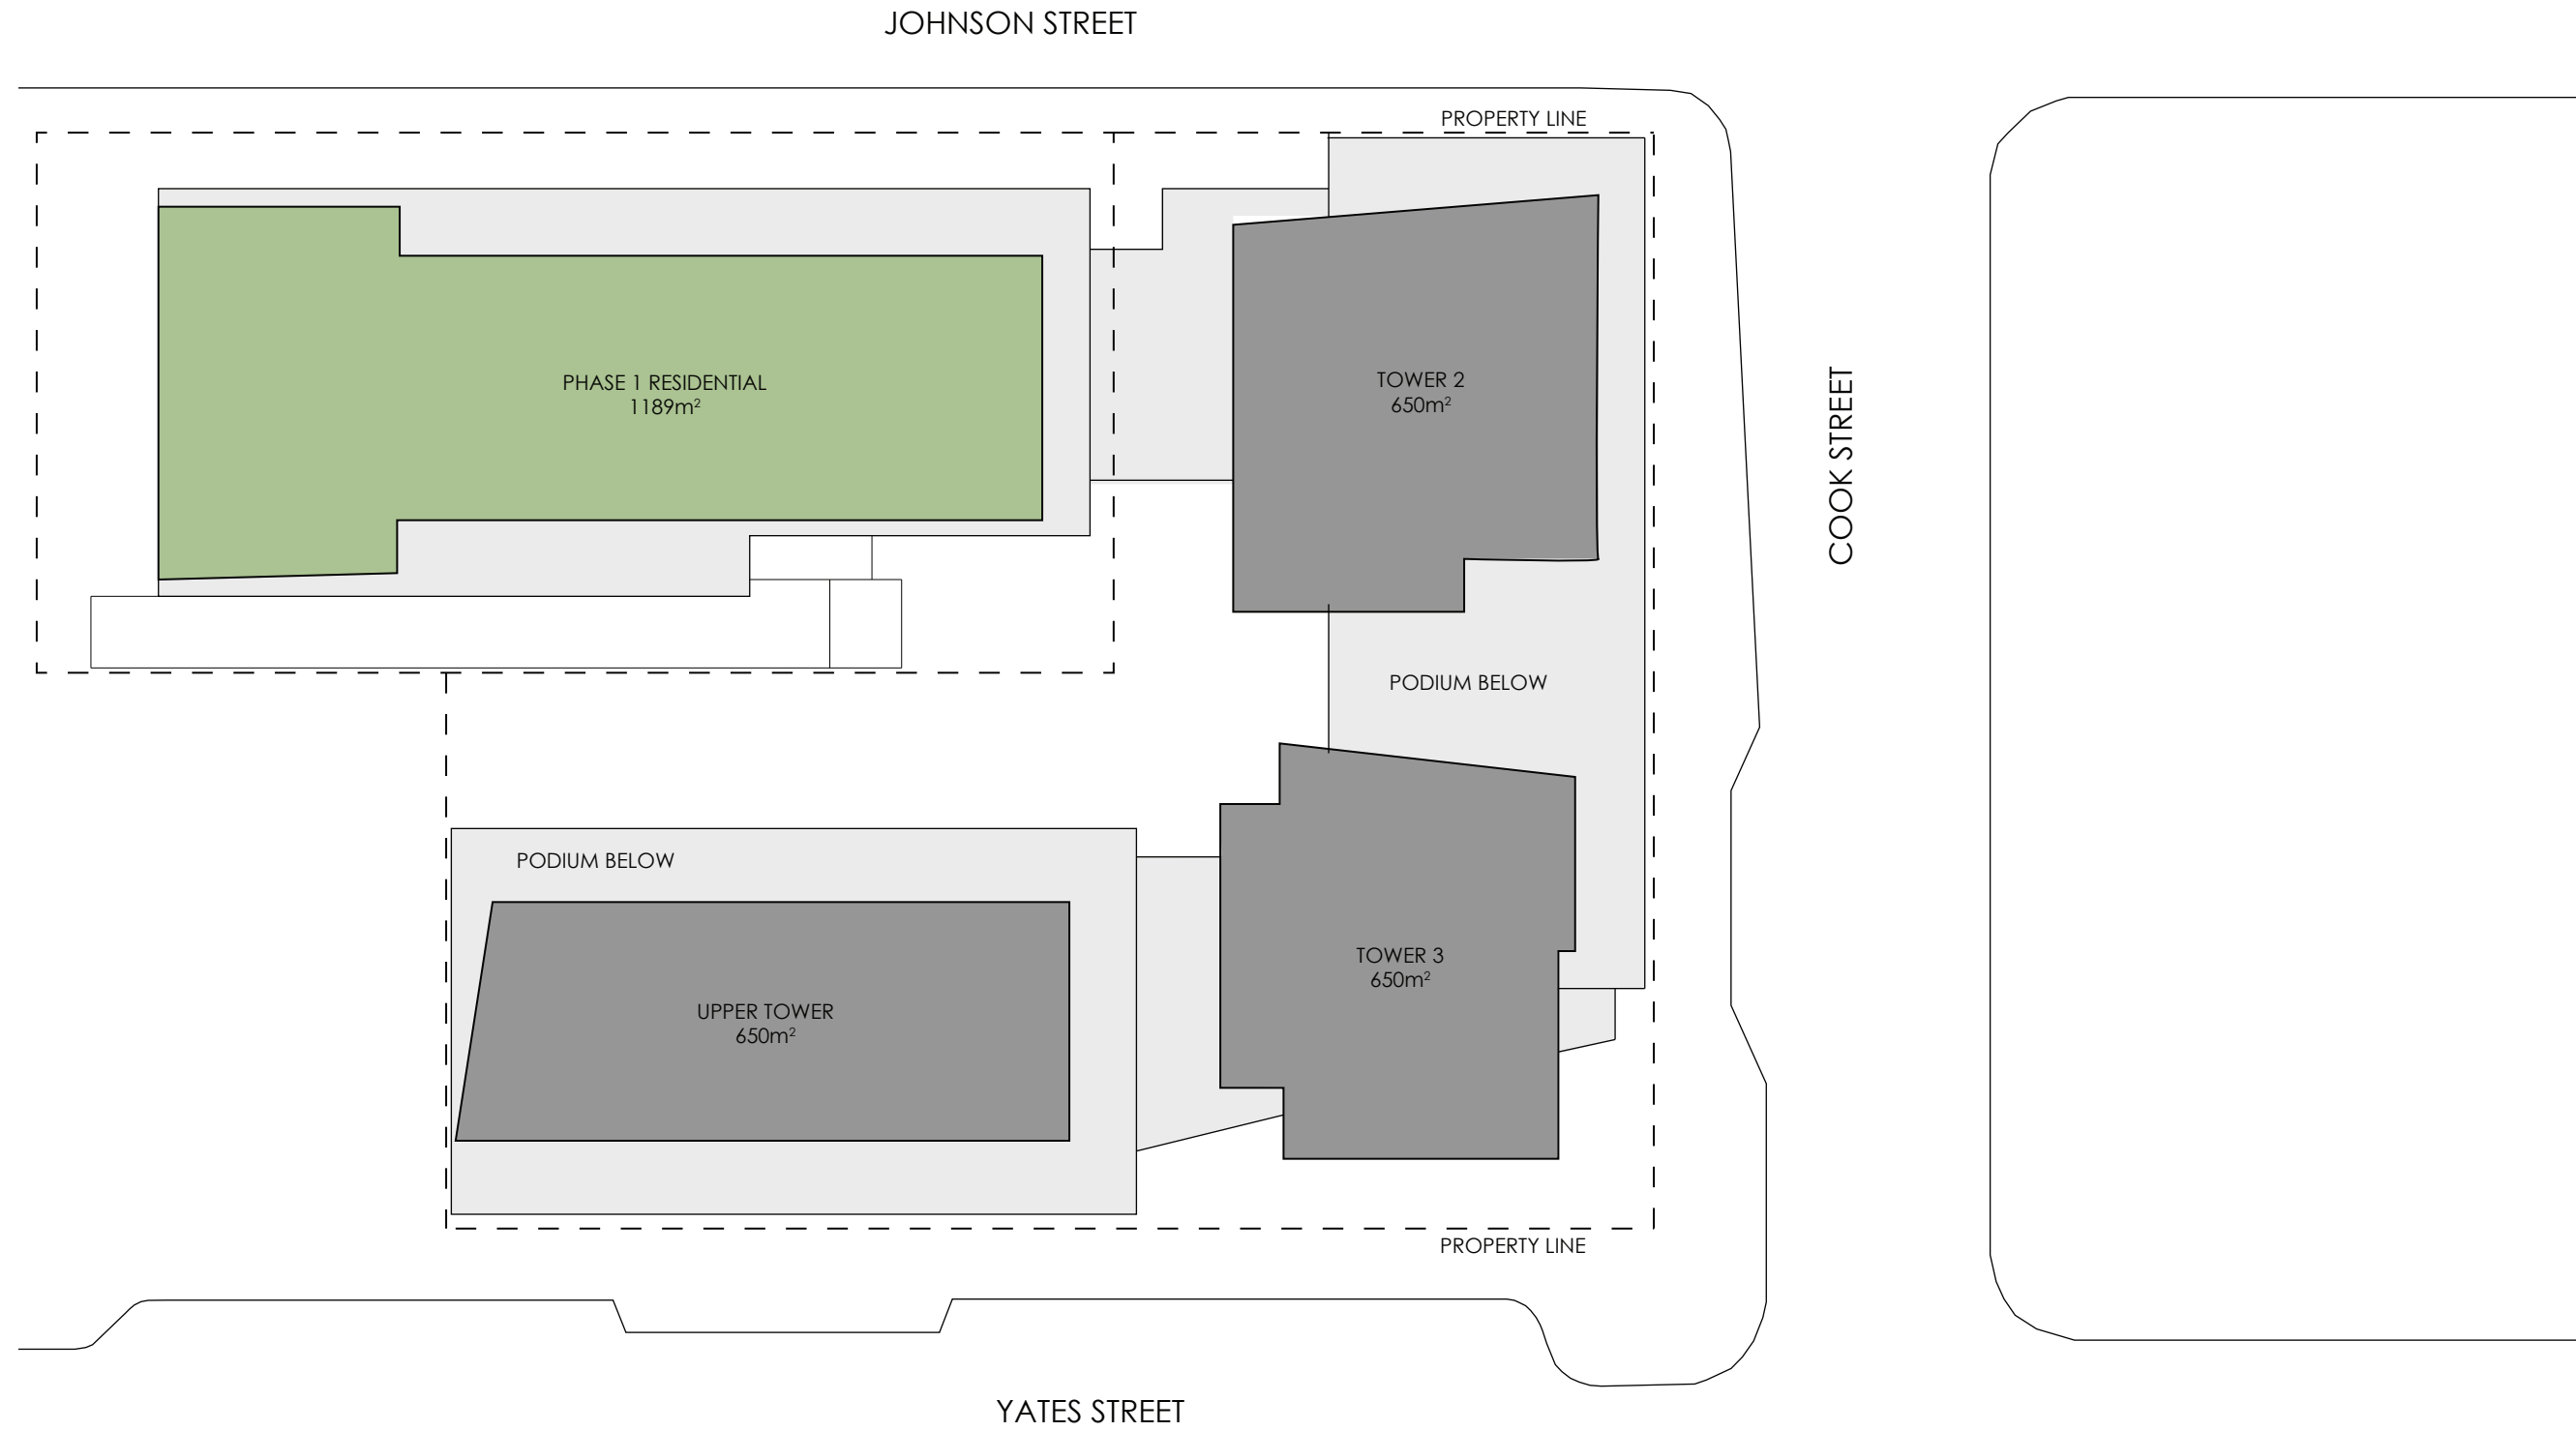 JOHNSON STREET
PROPERTY LINE
PHASE 1 RESIDENTIAL
1189m²
TOWER 2
650m²
COOK STREET
PODIUM BELOW
PODIUM BELOW
TOWER 3
650m²
UPPER TOWER
650m²
PROPERTY LINE
YATES STREET